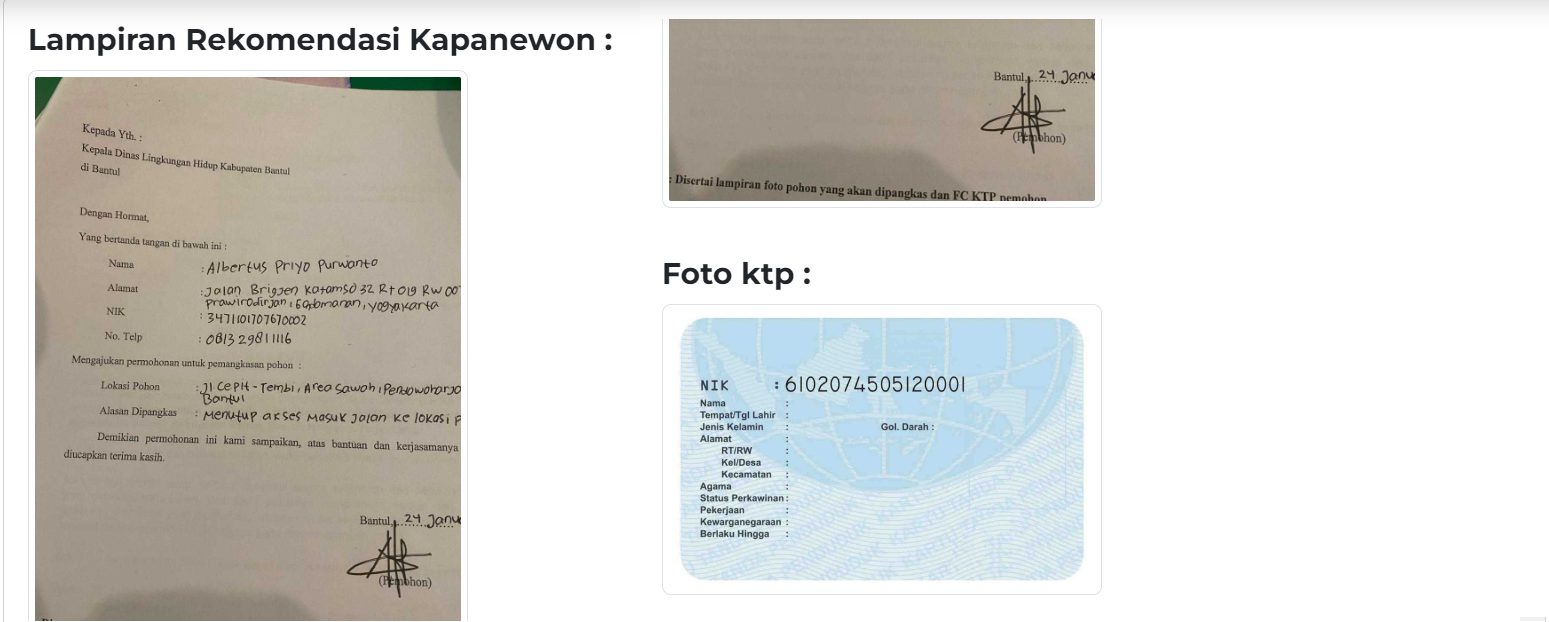 Lampiran Rekomendasi Kapanewon :
Kepada Yth. :
Kepala Dinas Lingkungan Hidup Kabupaten Bantul
di Bantul
Dengan Hormat,
Yang bertanda tangan di bawah ini :
Nama : Albertus Priyo Purwanto
Alamat : Jalan Brigjen Katamso 32 Rt 019 RW 00
Prawirodirjan, Gondomanan, Yogyakarta
NIK : 3471101707670002
No. Telp : 081329811116
Mengajukan permohonan untuk pemangkasan pohon :
Lokasi Pohon : Jl Cepit - Tembi, Area Sawah, Pendowoharjo
Bantul
Alasan Dipangkas : Menutup akses masuk jalan ke lokasi P
Demikian permohonan ini kami sampaikan, atas bantuan dan kerjasamanya
diucapkan terima kasih.
Bantul, 24 Janu
(Pemohon)
Bantul, 24 Janu
(Pemohon)
: Disertai lampiran foto pohon yang akan dipangkas dan FC KTP pemohon
Foto ktp :
NIK : 6102074505120001
Nama :
Tempat/Tgl Lahir :
Jenis Kelamin : Gol. Darah :
Alamat :
RT/RW :
Kel/Desa :
Kecamatan :
Agama :
Status Perkawinan :
Pekerjaan :
Kewarganegaraan :
Berlaku Hingga :